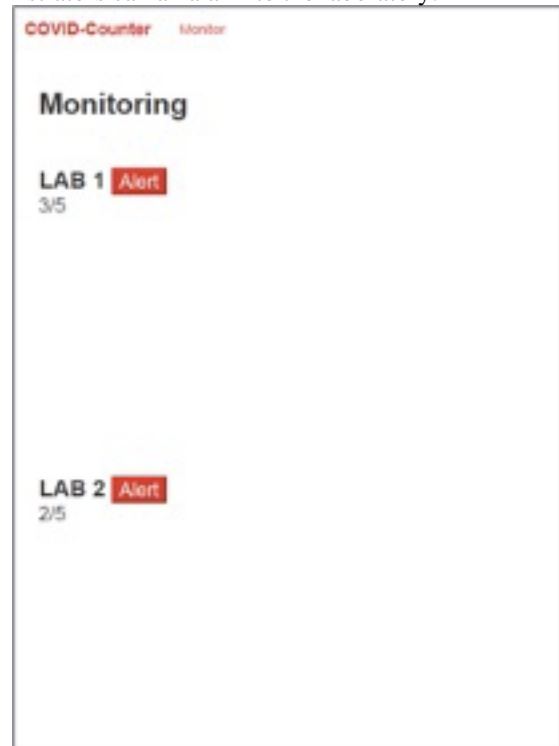 COVID-Counter Monitor
Monitoring
LAB 1 Alert
3/5
LAB 2 Alert
2/5